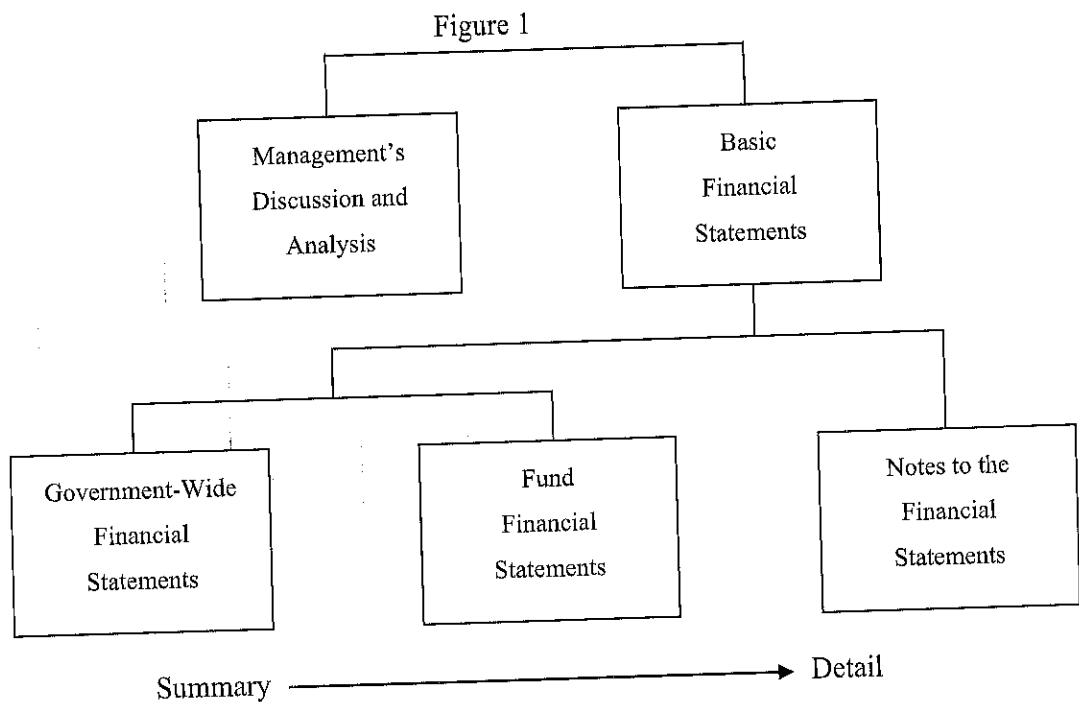 Figure 1
Management's
Discussion and
Analysis
Basic
Financial
Statements
Government-Wide
Financial
Statements
Fund
Financial
Statements
Notes to the
Financial
Statements
Summary
Detail